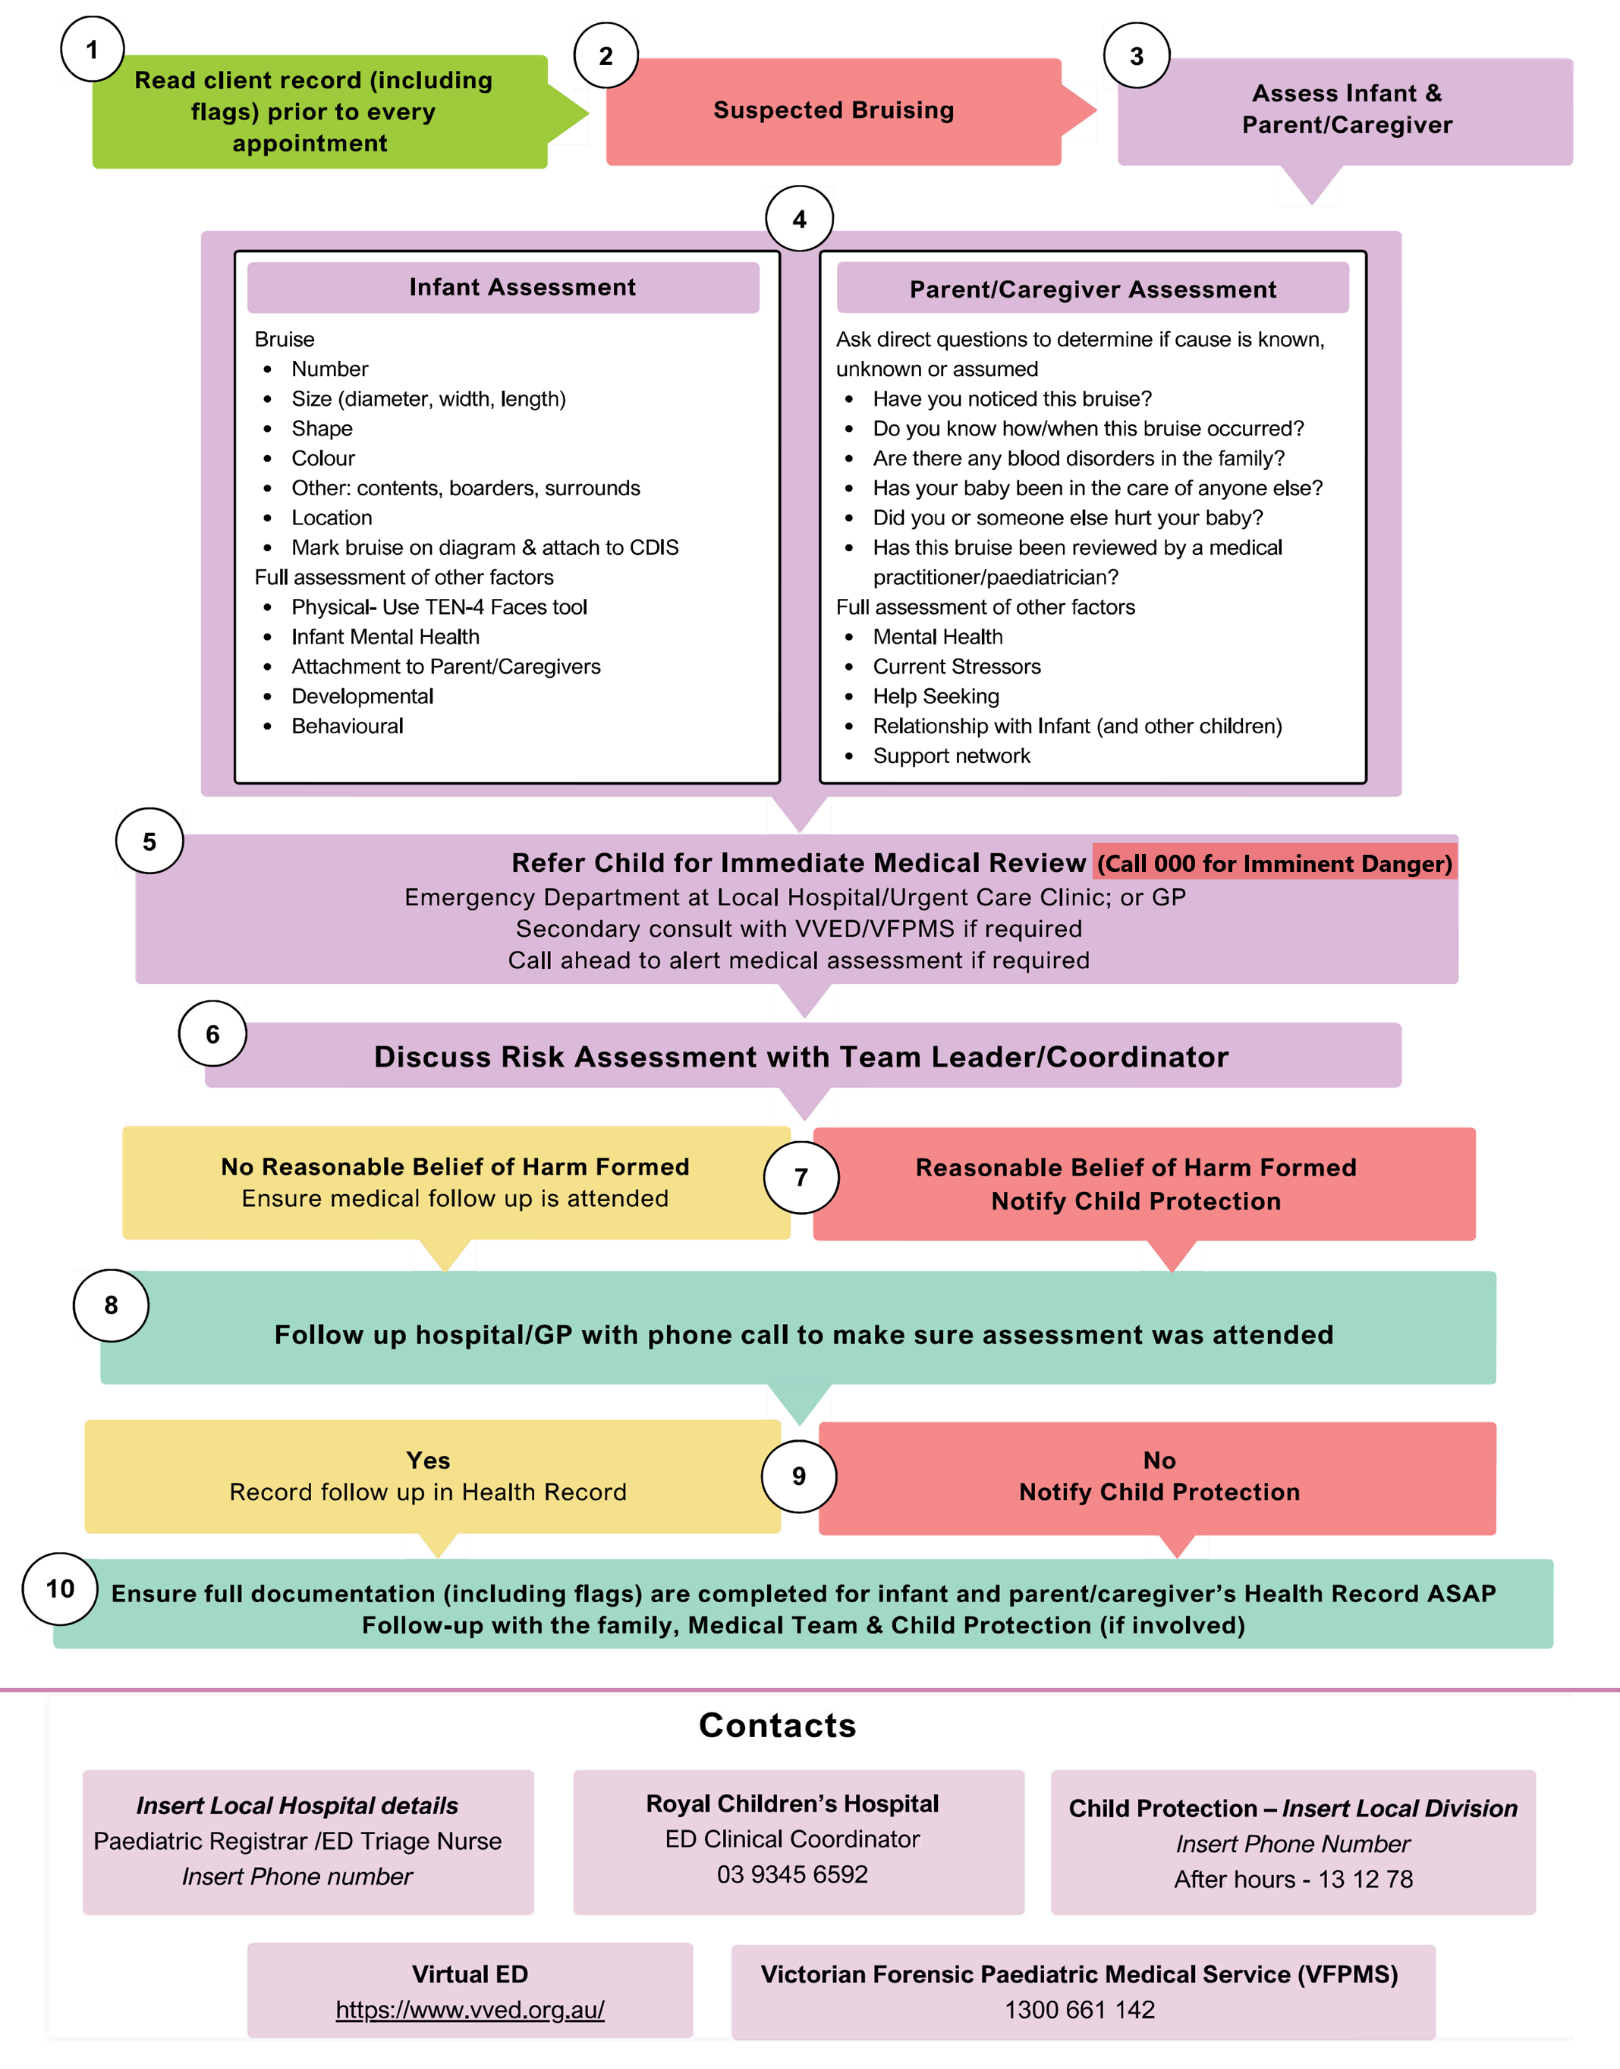 1
Read client record (including
flags) prior to every
appointment
2
Suspected Bruising
3
Assess Infant &
Parent/Caregiver
4
Infant Assessment
Bruise
• Number
• Size (diameter, width, length)
• Shape
• Colour
• Other: contents, boarders, surrounds
• Location
• Mark bruise on diagram & attach to CDIS
Full assessment of other factors
• Physical- Use TEN-4 Faces tool
• Infant Mental Health
• Attachment to Parent/Caregivers
• Developmental
• Behavioural
Parent/Caregiver Assessment
Ask direct questions to determine if cause is known,
unknown or assumed
• Have you noticed this bruise?
• Do you know how/when this bruise occurred?
• Are there any blood disorders in the family?
• Has your baby been in the care of anyone else?
• Did you or someone else hurt your baby?
• Has this bruise been reviewed by a medical
practitioner/paediatrician?
Full assessment of other factors
• Mental Health
• Current Stressors
• Help Seeking
• Relationship with Infant (and other children)
• Support network
5
Refer Child for Immediate Medical Review (Call 000 for Imminent Danger)
Emergency Department at Local Hospital/Urgent Care Clinic; or GP
Secondary consult with VVED/VFPMS if required
Call ahead to alert medical assessment if required
6
Discuss Risk Assessment with Team Leader/Coordinator
No Reasonable Belief of Harm Formed
Ensure medical follow up is attended
7
Reasonable Belief of Harm Formed
Notify Child Protection
8
Follow up hospital/GP with phone call to make sure assessment was attended
Yes
Record follow up in Health Record
9
No
Notify Child Protection
10
Ensure full documentation (including flags) are completed for infant and parent/caregiver’s Health Record ASAP
Follow-up with the family, Medical Team & Child Protection (if involved)
Contacts
Insert Local Hospital details
Paediatric Registrar /ED Triage Nurse
Insert Phone number
Royal Children’s Hospital
ED Clinical Coordinator
03 9345 6592
Child Protection – Insert Local Division
Insert Phone Number
After hours - 13 12 78
Virtual ED
https://www.vved.org.au/
Victorian Forensic Paediatric Medical Service (VFPMS)
1300 661 142